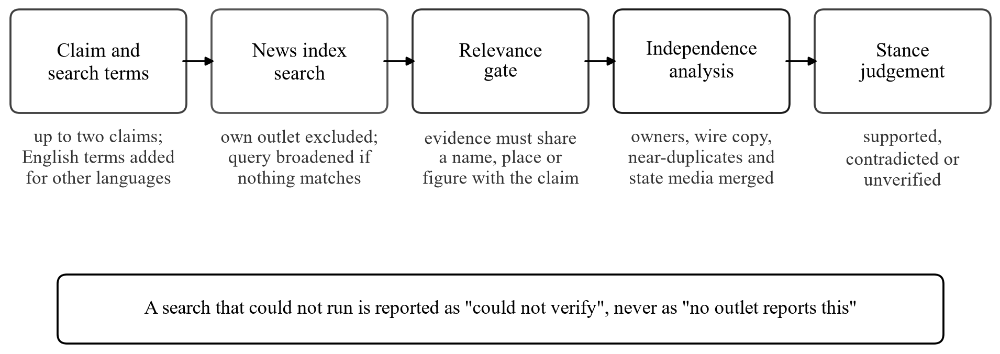 Claim and
search terms
News index
search
Relevance
gate
Independence
analysis
Stance
judgement
up to two claims;
English terms added
for other languages
own outlet excluded;
query broadened if
nothing matches
evidence must share
a name, place or
figure with the claim
owners, wire copy,
near-duplicates and
state media merged
supported,
contradicted or
unverified
A search that could not run is reported as "could not verify", never as "no outlet reports this"